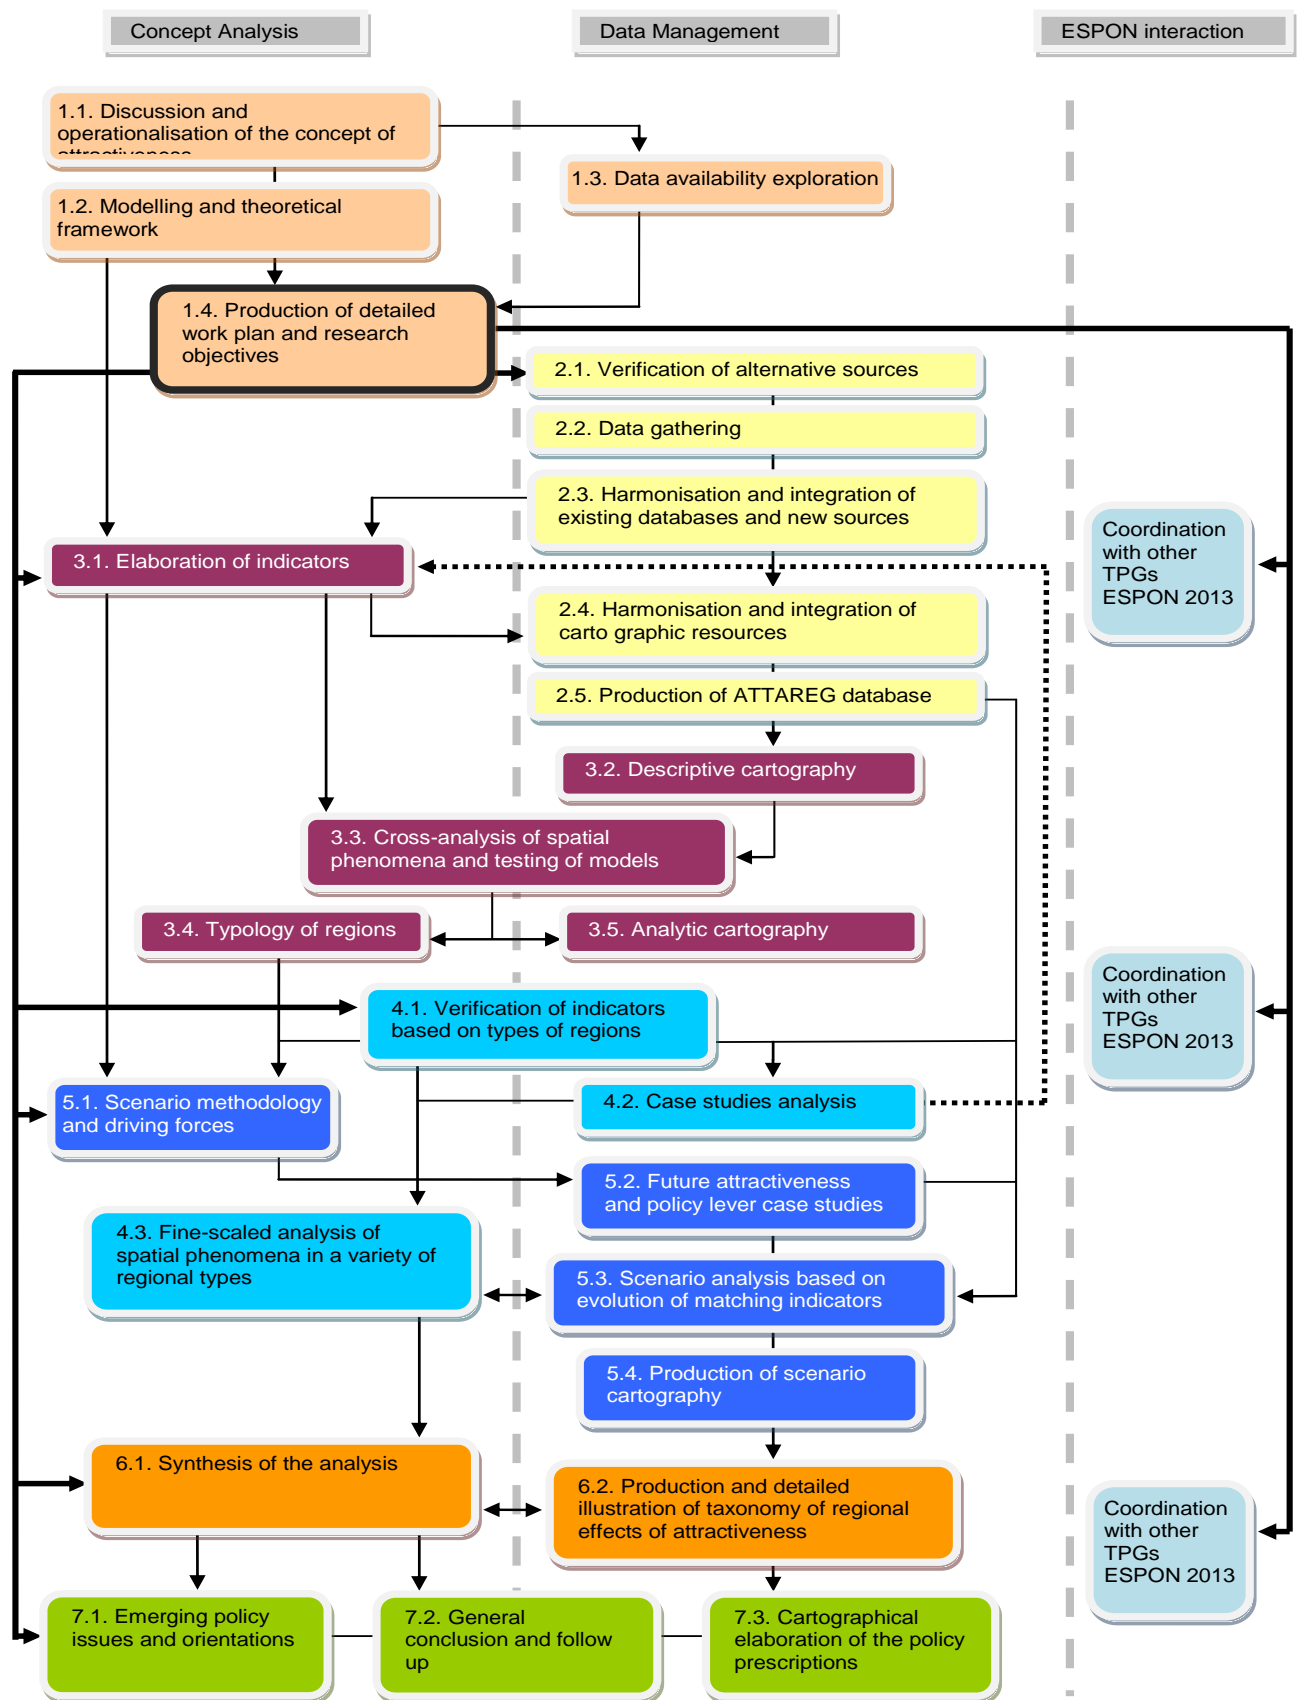 Concept Analysis
Data Management
ESPON interaction
1.1. Discussion and
operationalisation of the concept of
attractiveness
1.3. Data availability exploration
1.2. Modelling and theoretical
framework
1.4. Production of detailed
work plan and research
objectives
2.1. Verification of alternative sources
2.2. Data gathering
2.3. Harmonisation and integration of
existing databases and new sources
Coordination
with other
TPGs
ESPON 2013
3.1. Elaboration of indicators
2.4. Harmonisation and integration of
carto graphic resources
2.5. Production of ATTAREG database
3.2. Descriptive cartography
3.3. Cross-analysis of spatial
phenomena and testing of models
3.4. Typology of regions
3.5. Analytic cartography
Coordination
with other
TPGs
ESPON 2013
4.1. Verification of indicators
based on types of regions
5.1. Scenario methodology
and driving forces
4.2. Case studies analysis
5.2. Future attractiveness
and policy lever case studies
4.3. Fine-scaled analysis of
spatial phenomena in a variety of
regional types
5.3. Scenario analysis based on
evolution of matching indicators
5.4. Production of scenario
cartography
6.1. Synthesis of the analysis
6.2. Production and detailed
illustration of taxonomy of regional
effects of attractiveness
Coordination
with other
TPGs
ESPON 2013
7.1. Emerging policy
issues and orientations
7.2. General
conclusion and follow
up
7.3. Cartographical
elaboration of the policy
prescriptions